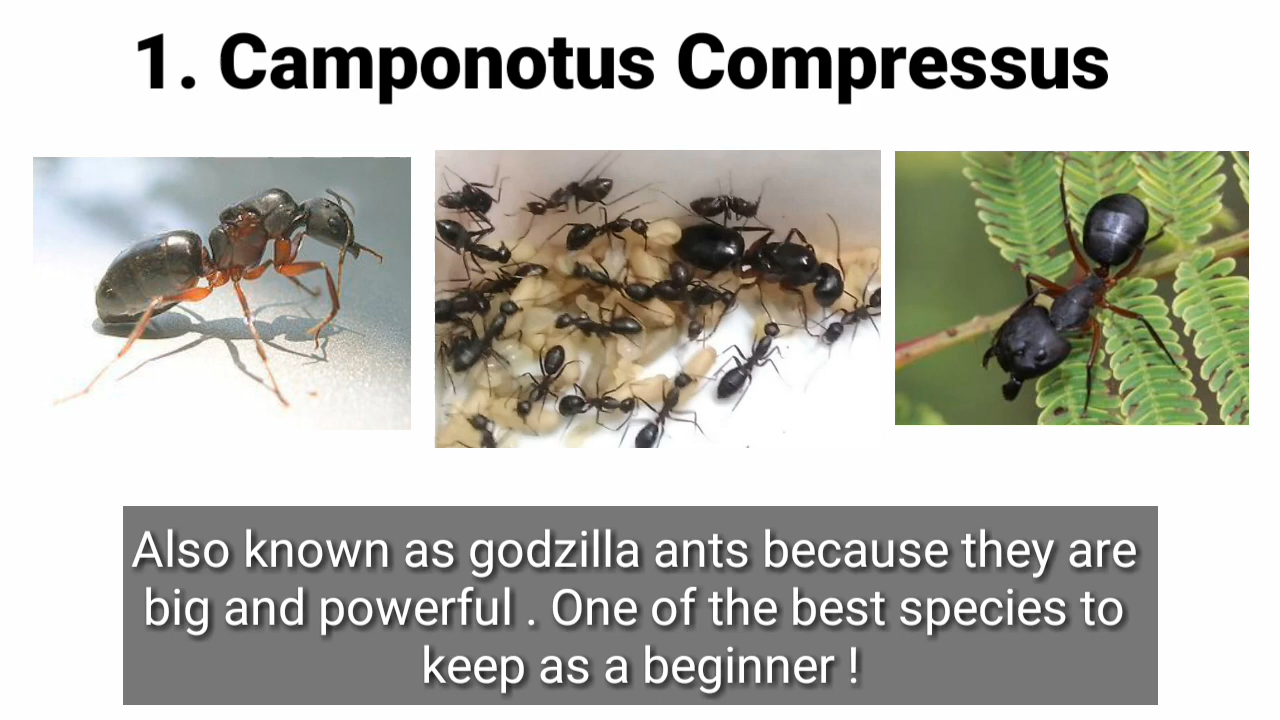 1. Camponotus Compressus
Also known as godzilla ants because they are
big and powerful . One of the best species to
keep as a beginner !